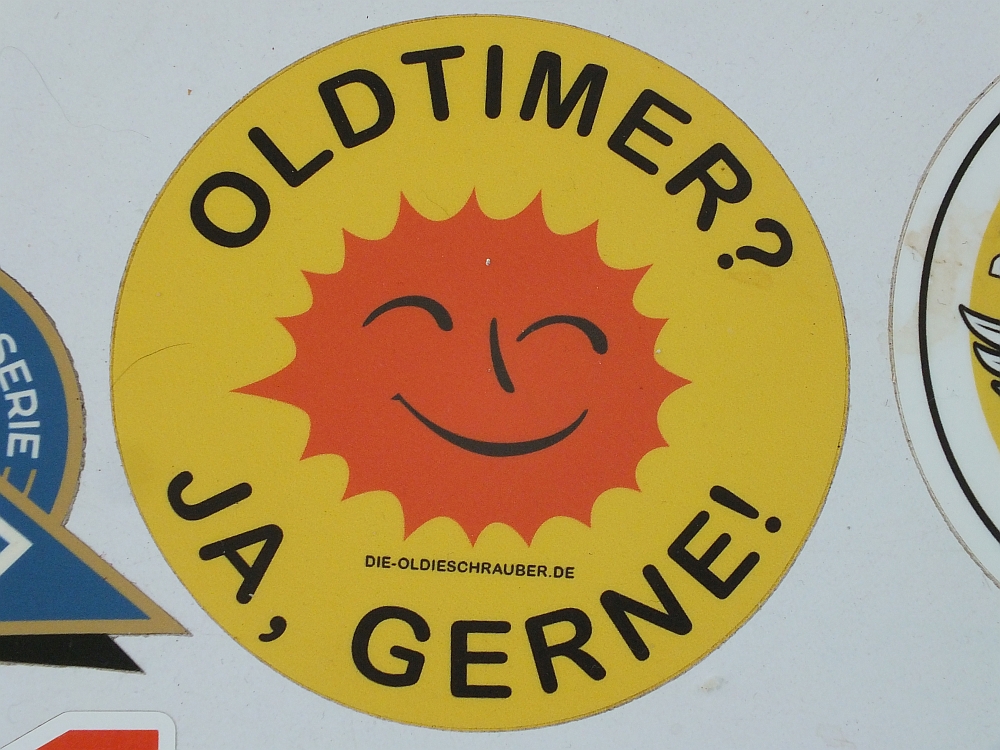 OLDTIMER?
DIE-OLDIESCHRAUBER.DE
JA, GERNE!
SERIE